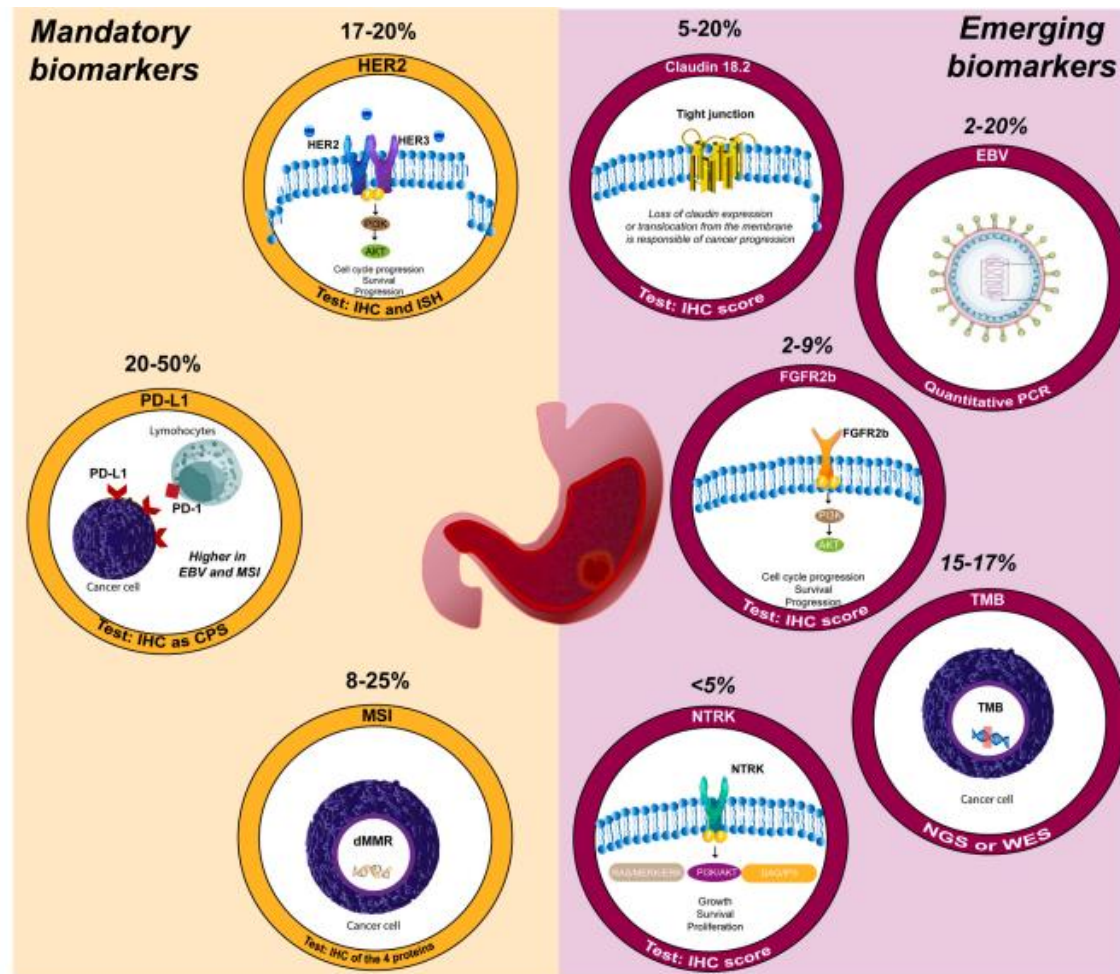 Mandatory
biomarkers
17-20%
HER2
HER2
HER3
PI3K
AKT
Cell cycle progression
Survival
Progression
Test: IHC and ISH
20-50%
PD-L1
Lymohocytes
PD-L1
PD-1
Higher in
EBV and MSI
Cancer cell
Test: IHC as CPS
8-25%
MSI
dMMR
Cancer cell
Test: IHC of the 4 proteins
Emerging
biomarkers
5-20%
Claudin 18.2
Tight junction
Loss of claudin expression
or translocation from the membrane
is responsible of cancer progression
Test: IHC score
2-20%
EBV
Quantitative PCR
2-9%
FGFR2b
FGFR2b
PI3K
AKT
Cell cycle progression
Survival
Progression
Test: IHC score
15-17%
TMB
TMB
Cancer cell
NGS or WES
<5%
NTRK
NTRK
PI3K/AKT
Growth
Survival
Proliferation
Test: IHC score